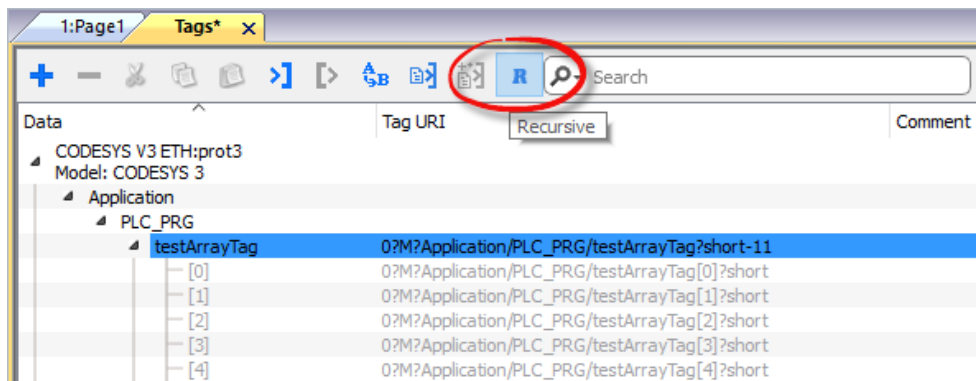 1:Page1 Tags*
R Search
Data Tag URI Comment
Recursive
CODESYS V3 ETH:prot3
Model: CODESYS 3
Application
PLC_PRG
testArrayTag 0?M?Application/PLC_PRG/testArrayTag?short-11
[0] 0?M?Application/PLC_PRG/testArrayTag[0]?short
[1] 0?M?Application/PLC_PRG/testArrayTag[1]?short
[2] 0?M?Application/PLC_PRG/testArrayTag[2]?short
[3] 0?M?Application/PLC_PRG/testArrayTag[3]?short
[4] 0?M?Application/PLC_PRG/testArrayTag[4]?short